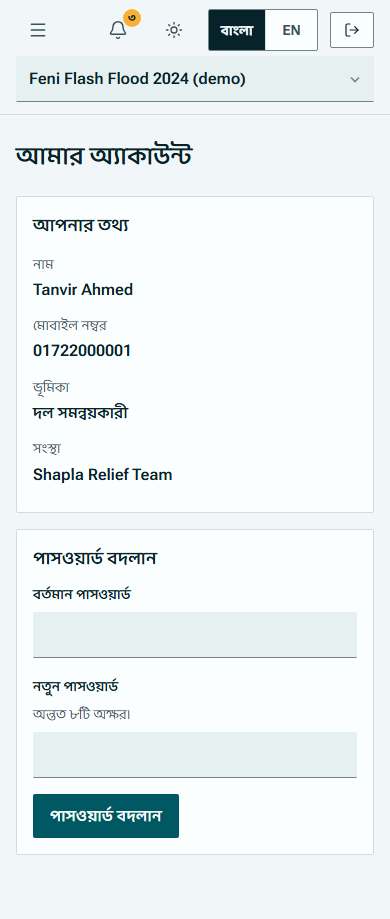 ৩
বাংলা EN
Feni Flash Flood 2024 (demo)
আমার অ্যাকাউন্ট
আপনার তথ্য
নাম
Tanvir Ahmed
মোবাইল নম্বর
01722000001
ভূমিকা
দল সমন্বয়কারী
সংস্থা
Shapla Relief Team
পাসওয়ার্ড বদলান
বর্তমান পাসওয়ার্ড
নতুন পাসওয়ার্ড
অন্তত ৮টি অক্ষর।
পাসওয়ার্ড বদলান